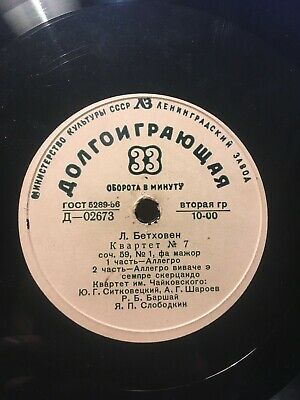 МИНИСТЕРСТВО КУЛЬТУРЫ СССР ЛЗ ЛЕНИНГРАДСКИЙ ЗАВОД
ДОЛГОИГРАЮЩАЯ
33
ОБОРОТА В МИНУТУ
ГОСТ 5289-56 вторая гр
Д—02673 10-00
Л. Бетховен
Квартет № 7
соч. 59, № 1, фа мажор
1 часть—Аллегро
2 часть—Аллегро виваче э
семпре скерцандо
Квартет им. Чайковского:
Ю. Г. Ситковецкий, А. Г. Шароев
Р. Б. Баршай
Я. П. Слободкин